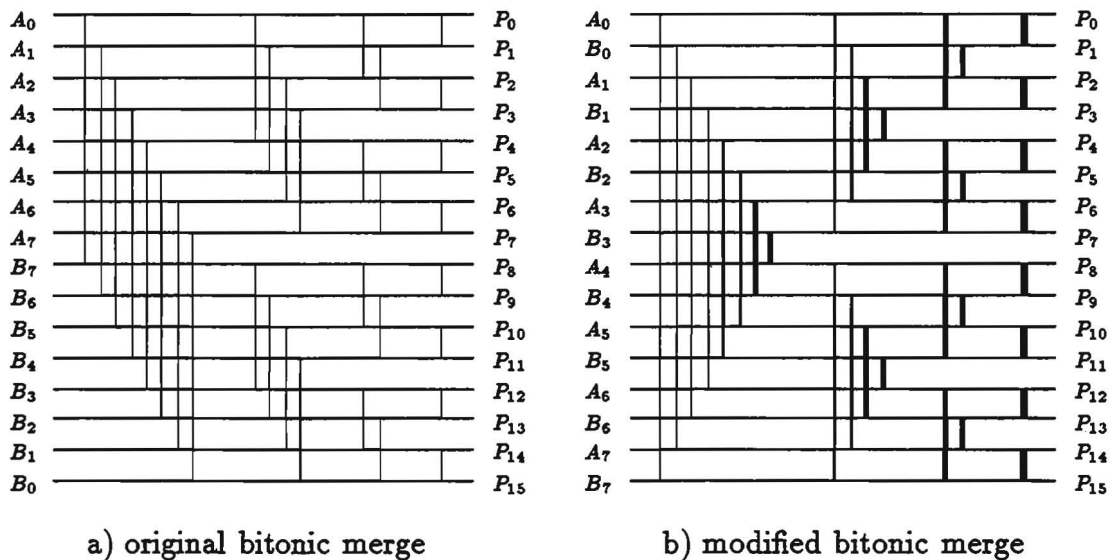 A0 P0 A0 P0
A1 P1 B0 P1
A2 P2 A1 P2
A3 P3 B1 P3
A4 P4 A2 P4
A5 P5 B2 P5
A6 P6 A3 P6
A7 P7 B3 P7
B7 P8 A4 P8
B6 P9 B4 P9
B5 P10 A5 P10
B4 P11 B5 P11
B3 P12 A6 P12
B2 P13 B6 P13
B1 P14 A7 P14
B0 P15 B7 P15
a) original bitonic merge b) modified bitonic merge